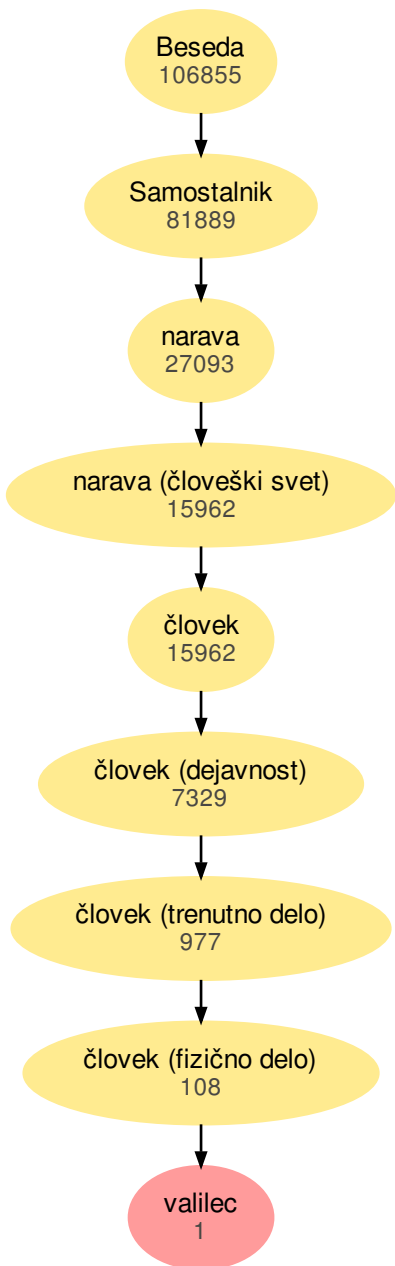 Beseda
106855
Samostalnik
81889
narava
27093
narava (človeški svet)
15962
človek
15962
človek (dejavnost)
7329
človek (trenutno delo)
977
človek (fizično delo)
108
valilec
1